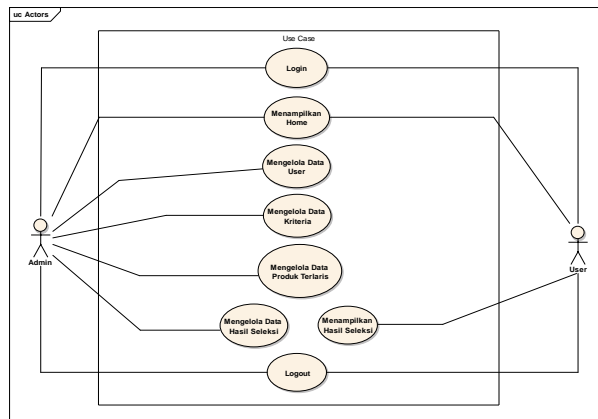 uc Actors
Use Case
Login
Menampilkan
Home
Mengelola Data
User
Mengelola Data
Kriteria
Admin
User
Mengelola Data
Produk Terlaris
Mengelola Data
Hasil Seleksi
Menampilkan
Hasil Seleksi
Logout